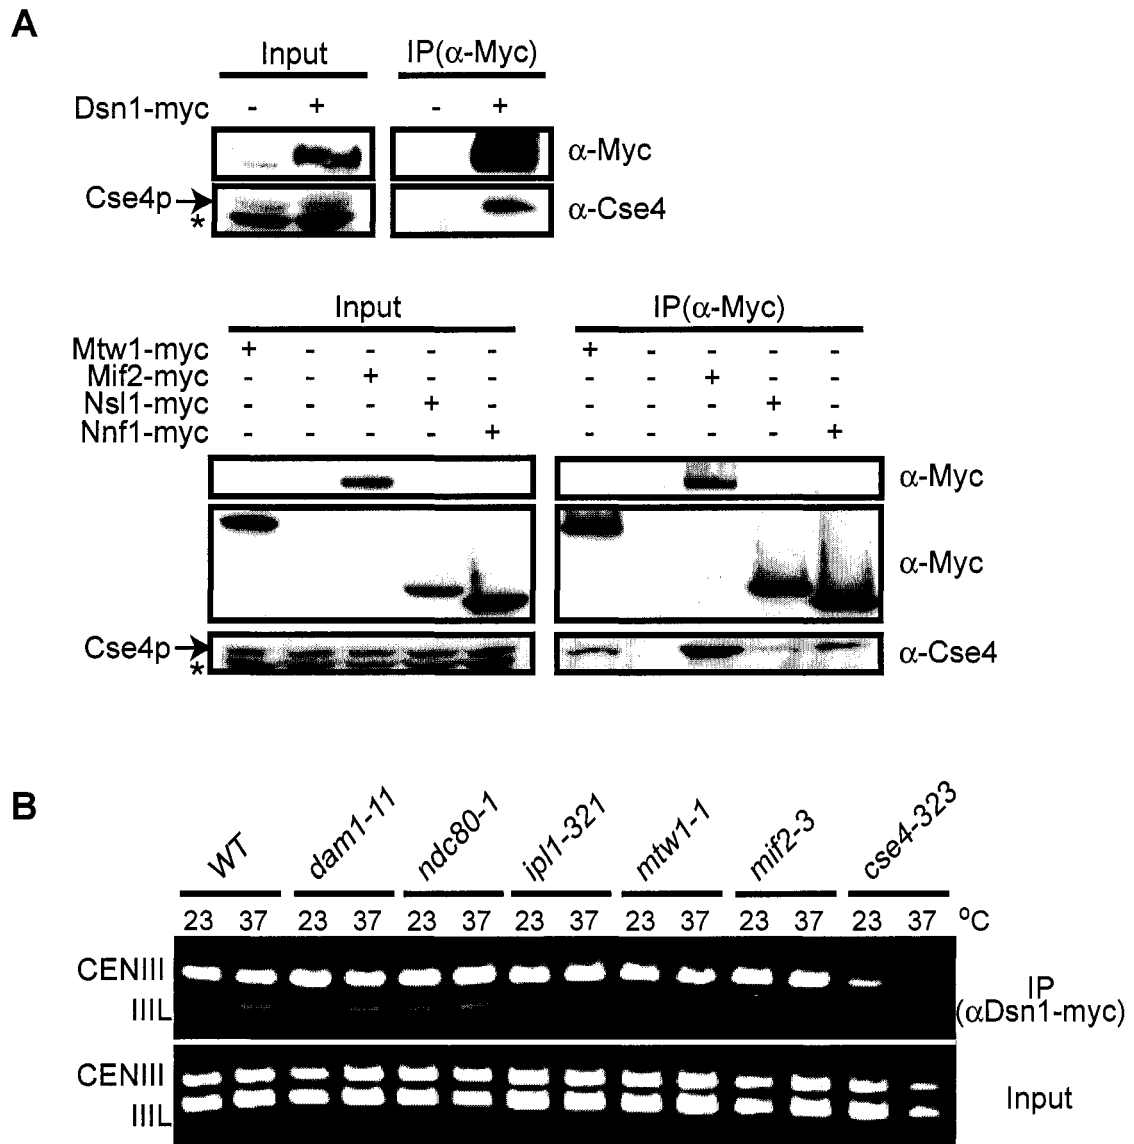 A
Input IP(α-Myc)
Dsn1-myc - + - +
α-Myc
Cse4p α-Cse4
*
Input IP(α-Myc)
Mtw1-myc + - - - - + - - - -
Mif2-myc - - + - - - - + - -
Nsl1-myc - - - + - - - - + -
Nnf1-myc - - - - + - - - - +
α-Myc
α-Myc
Cse4p α-Cse4
*
B
WT dam1-11 ndc80-1 ipl1-321 mtw1-1 mif2-3 cse4-323
23 37 23 37 23 37 23 37 23 37 23 37 23 37 ºC
CENIII
IP
IIIL (αDsn1-myc)
CENIII
Input
IIIL